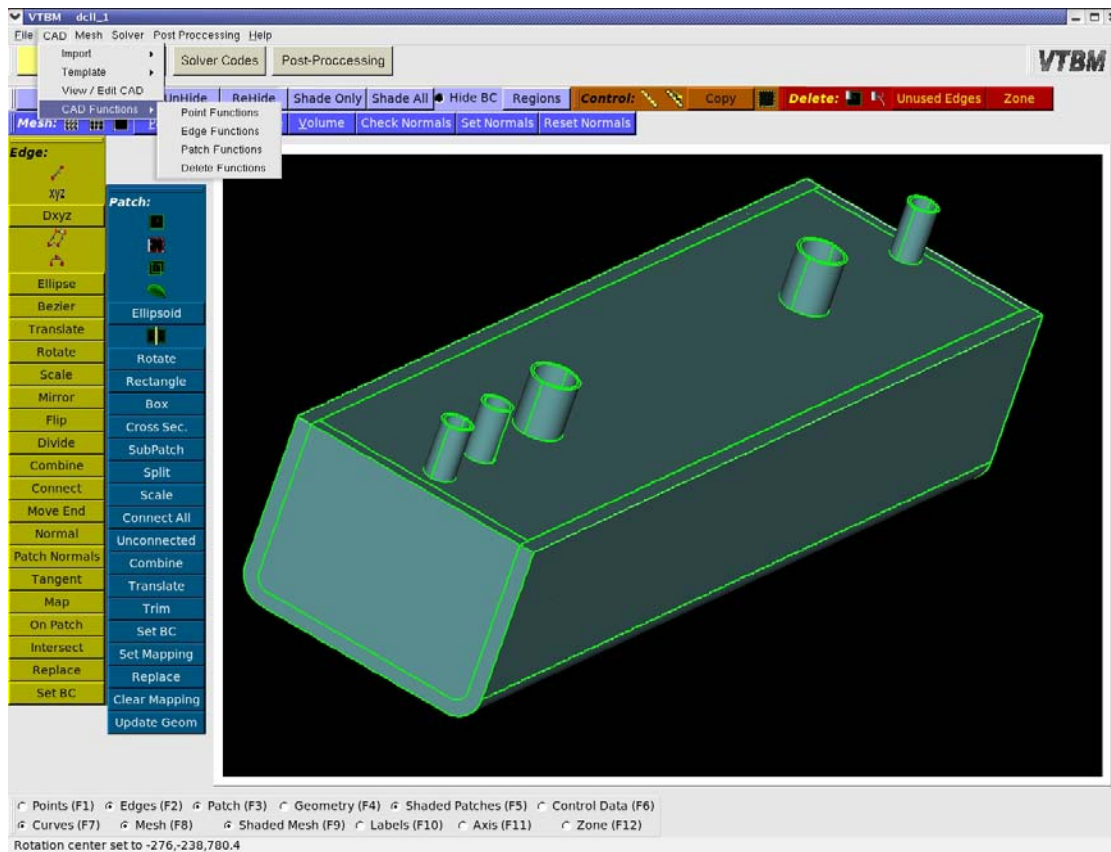 VTBM dcll_1
File CAD Mesh Solver Post Proccessing Help
Import
Template
View / Edit CAD
CAD Functions
Point Functions
Edge Functions
Patch Functions
Delete Functions
Solver Codes Post-Proccessing
VTBM
UnHide ReHide Shade Only Shade All Hide BC Regions Control: Copy Delete: Unused Edges Zone
Mesh: Volume Check Normals Set Normals Reset Normals
Edge:
xyz
Dxyz
Ellipse
Bezier
Translate
Rotate
Scale
Mirror
Flip
Divide
Combine
Connect
Move End
Normal
Patch Normals
Tangent
Map
On Patch
Intersect
Replace
Set BC
Patch:
Ellipsoid
Rotate
Rectangle
Box
Cross Sec.
SubPatch
Split
Scale
Connect All
Unconnected
Combine
Translate
Trim
Set BC
Set Mapping
Replace
Clear Mapping
Update Geom
Points (F1) Edges (F2) Patch (F3) Geometry (F4) Shaded Patches (F5) Control Data (F6)
Curves (F7) Mesh (F8) Shaded Mesh (F9) Labels (F10) Axis (F11) Zone (F12)
Rotation center set to -276,-238,780.4